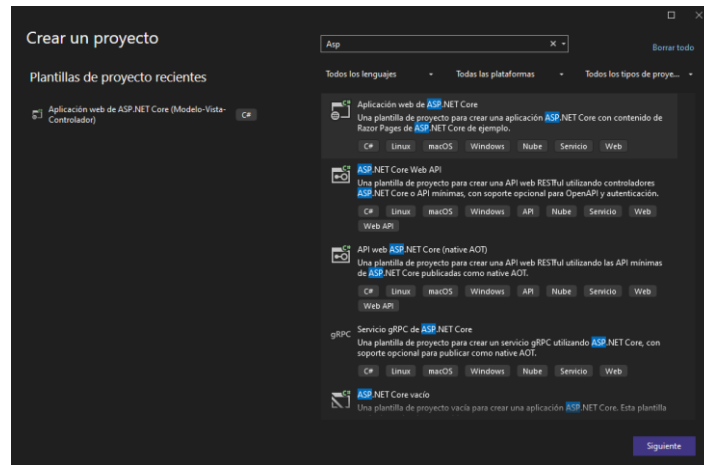 Crear un proyecto
Plantillas de proyecto recientes
Aplicación web de ASP.NET Core (Modelo-Vista-
Controlador)
C#
Asp
Borrar todo
Todos los lenguajes
Todas las plataformas
Todos los tipos de proye...
Aplicación web de ASP.NET Core
Una plantilla de proyecto para crear una aplicación ASP.NET Core con contenido de
Razor Pages de ASP.NET Core de ejemplo.
C# Linux macOS Windows Nube Servicio Web
ASP.NET Core Web API
Una plantilla de proyecto para crear una API web RESTful utilizando controladores
ASP.NET Core o API mínimas, con soporte opcional para OpenAPI y autenticación.
C# Linux macOS Windows API Nube Servicio Web
Web API
API web ASP.NET Core (native AOT)
Una plantilla de proyecto para crear una API web RESTful utilizando las API mínimas
de ASP.NET Core publicadas como native AOT.
C# Linux macOS Windows API Nube Servicio Web
Web API
gRPC
Servicio gRPC de ASP.NET Core
Una plantilla de proyecto para crear un servicio gRPC utilizando ASP.NET Core, con
soporte opcional para publicar como native AOT.
C# Linux macOS Windows Nube Servicio Web
ASP.NET Core vacío
Una plantilla de proyecto vacía para crear una aplicación ASP.NET Core. Esta plantilla
Siguiente